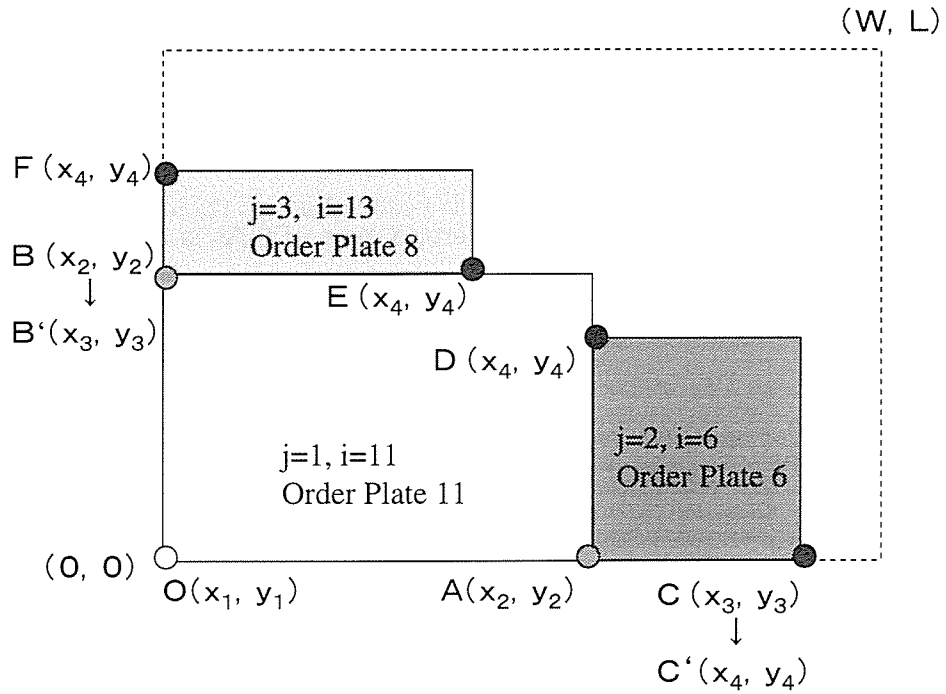 (W, L)
F (x₄, y₄)
j=3, i=13
Order Plate 8
B (x₂, y₂)
↓
B‘(x₃, y₃)
E (x₄, y₄)
D (x₄, y₄)
j=1, i=11
Order Plate 11
j=2, i=6
Order Plate 6
(0, 0)
O(x₁, y₁)
A(x₂, y₂)
C (x₃, y₃)
↓
C‘(x₄, y₄)